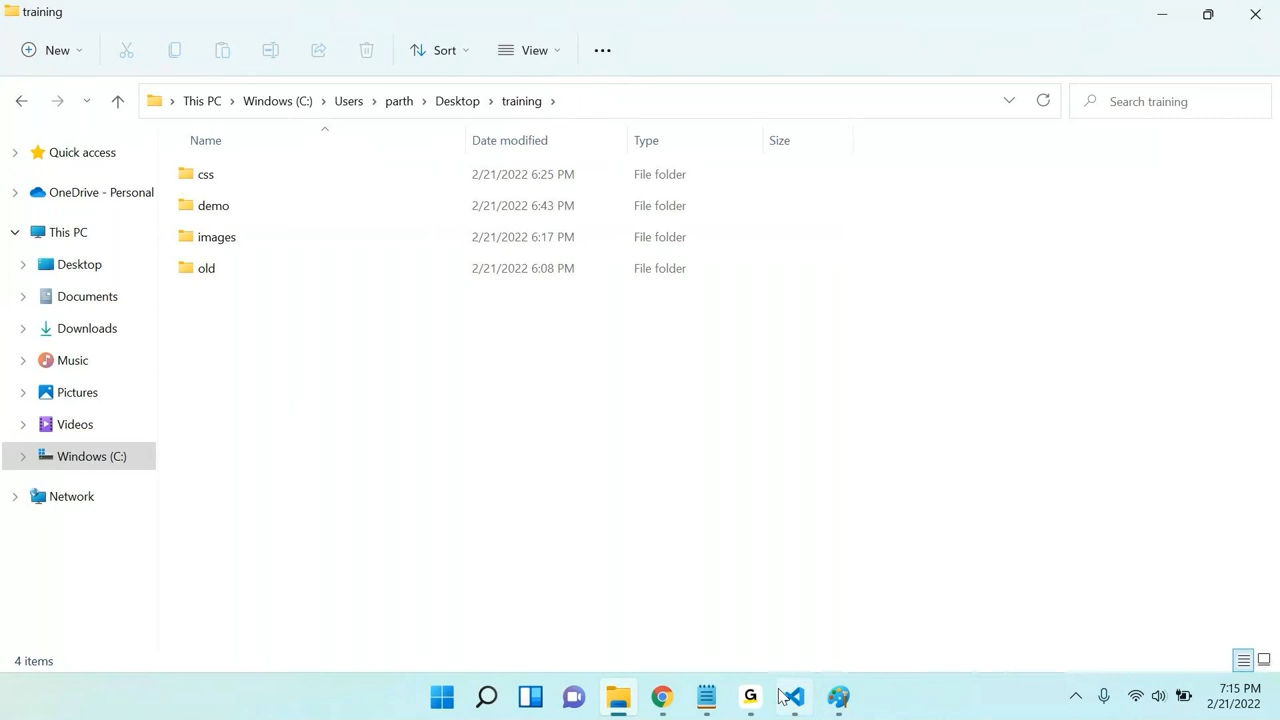 training
New
Sort
View
This PC
Windows (C:)
Users
parth
Desktop
training
Search training
Name
Date modified
Type
Size
Quick access
OneDrive - Personal
This PC
Desktop
Documents
Downloads
Music
Pictures
Videos
Windows (C:)
Network
css 2/21/2022 6:25 PM File folder
demo 2/21/2022 6:43 PM File folder
images 2/21/2022 6:17 PM File folder
old 2/21/2022 6:08 PM File folder
4 items
G
7:15 PM
2/21/2022